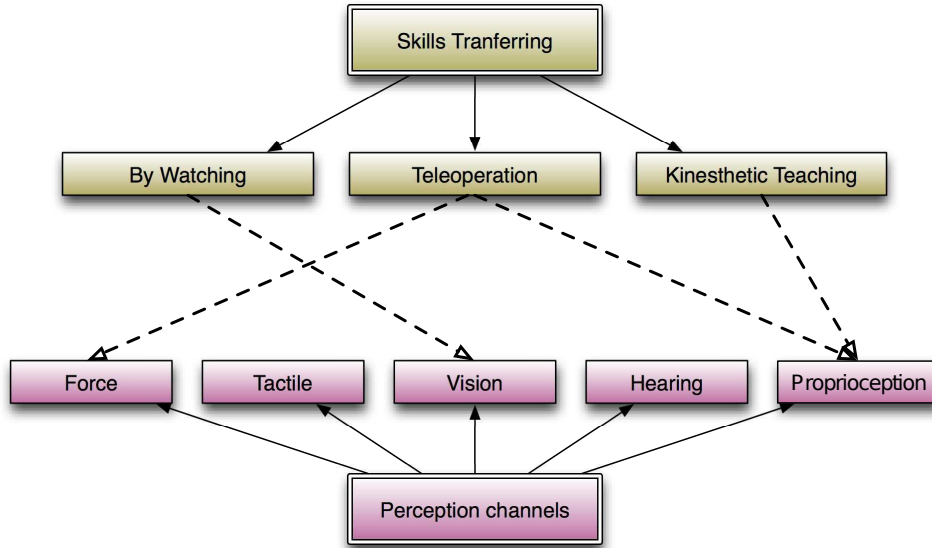 Skills Tranferring
By Watching
Teleoperation
Kinesthetic Teaching
Force
Tactile
Vision
Hearing
Proprioception
Perception channels